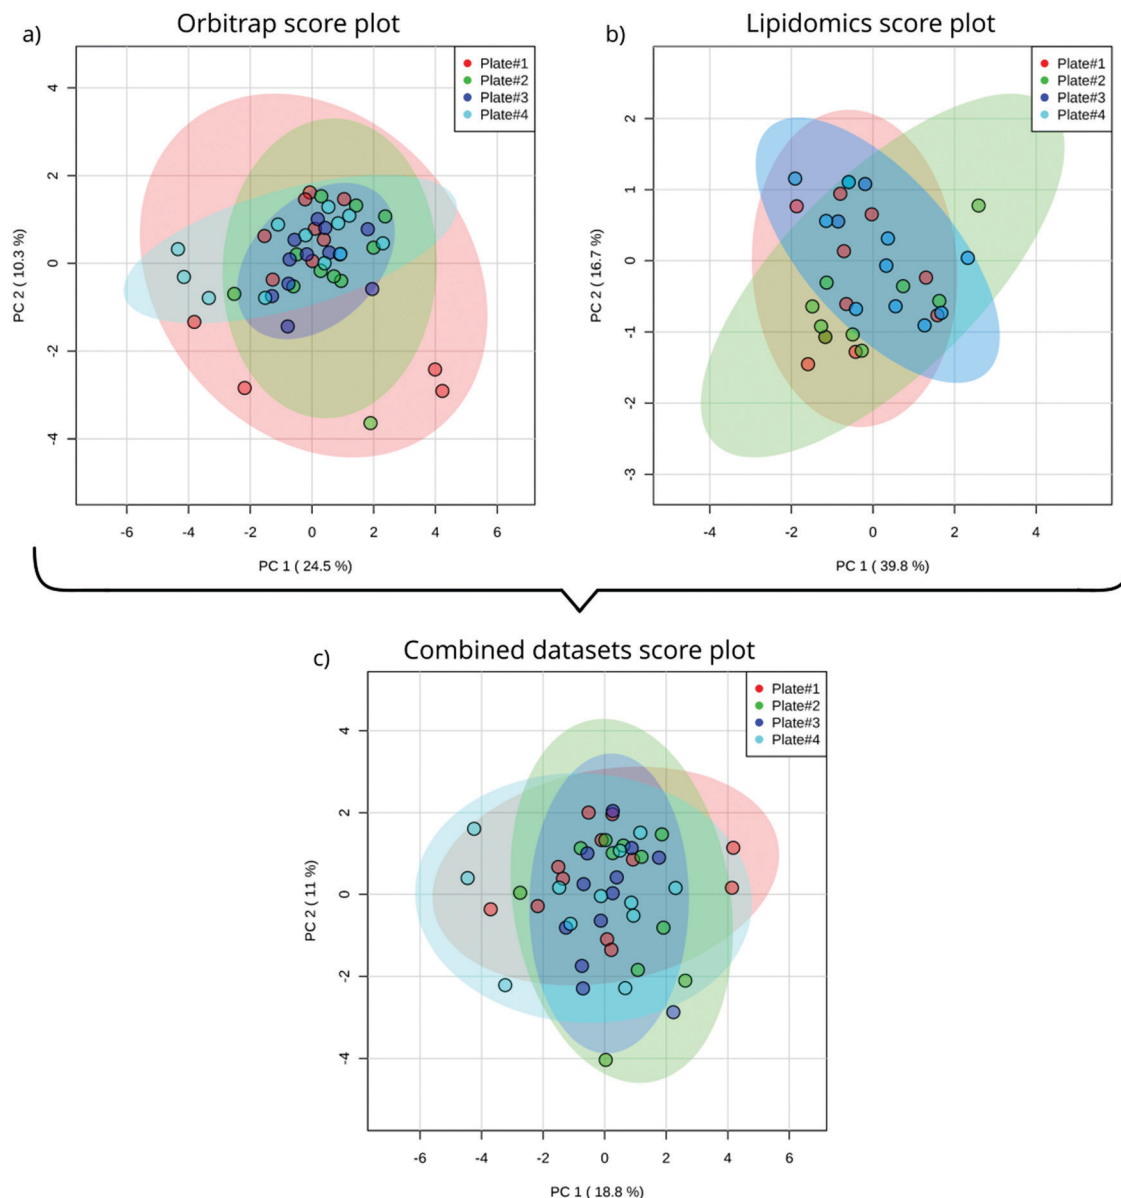 a)
Orbitrap score plot
Plate#1
Plate#2
Plate#3
Plate#4
PC 2 ( 10.3 %)
4
2
0
-2
-4
-6 -4 -2 0 2 4 6
PC 1 ( 24.5 %)
b)
Lipidomics score plot
Plate#1
Plate#2
Plate#3
Plate#4
PC 2 ( 16.7 %)
2
1
0
-1
-2
-3
-4 -2 0 2 4
PC 1 ( 39.8 %)
c)
Combined datasets score plot
Plate#1
Plate#2
Plate#3
Plate#4
PC 2 ( 11 %)
4
2
0
-2
-4
-6 -4 -2 0 2 4 6
PC 1 ( 18.8 %)